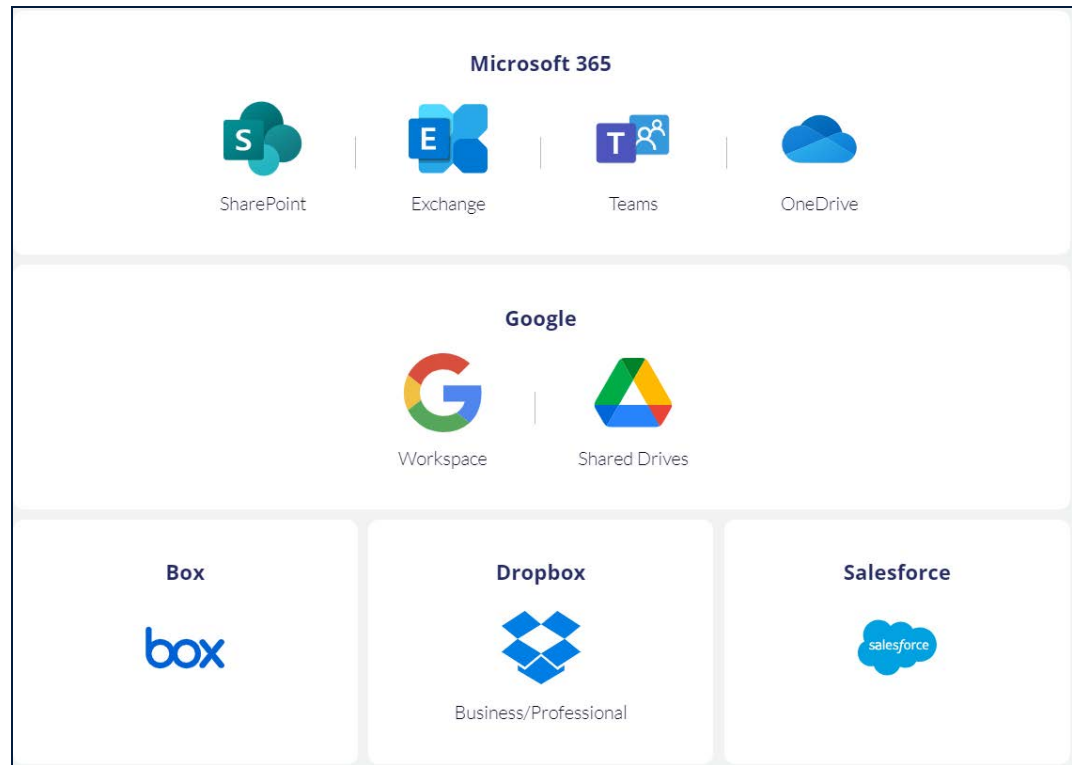 Microsoft 365
S
E
T
SharePoint
Exchange
Teams
OneDrive
Google
Workspace
Shared Drives
Box
Dropbox
Salesforce
box
salesforce
Business/Professional